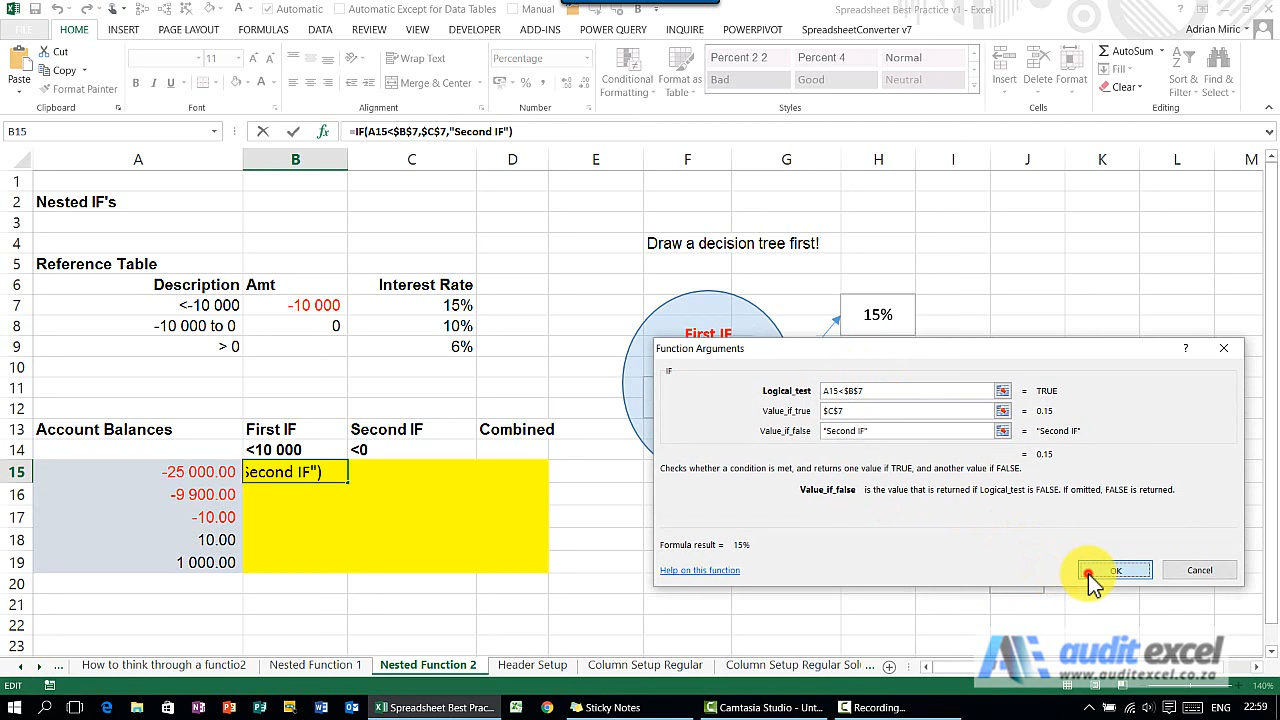 Automatic Automatic Except for Data Tables Manual B Spreadsheet Best Practice v1 - Excel
FILE HOME INSERT PAGE LAYOUT FORMULAS DATA REVIEW VIEW DEVELOPER ADD-INS POWER QUERY INQUIRE POWERPIVOT SpreadsheetConverter v7 Adrian Miric
Cut Wrap Text Percentage Percent 2 2 Percent 4 Normal AutoSum
Paste Copy B I U Merge & Center Conditional Formatting Format as Table Bad Good Neutral Insert Delete Format Fill Sort & Filter Find & Select
Format Painter Clear
Clipboard Font Alignment Number Styles Cells Editing
B15 fx =IF(A15<$B$7,$C$7,"Second IF")
A B C D E F G H I J K L M
1
2 Nested IF's
3
4 Draw a decision tree first!
5 Reference Table
6 Description Amt Interest Rate
7 <-10 000 -10 000 15% 15%
8 -10 000 to 0 0 10% First IF
9 > 0 6%
10
11
12
13 Account Balances First IF Second IF Combined
14 <10 000 <0
15 -25 000.00 Second IF")
16 -9 900.00
17 -10.00
18 10.00
19 1 000.00
20
21
22
23
Function Arguments ?
IF
Logical_test A15<$B$7 = TRUE
Value_if_true $C$7 = 0.15
Value_if_false "Second IF" = "Second IF"
= 0.15
Checks whether a condition is met, and returns one value if TRUE, and another value if FALSE.
Value_if_false is the value that is returned if Logical_test is FALSE. If omitted, FALSE is returned.
Formula result = 15%
Help on this function OK Cancel
audit excel
auditexcel.co.za
... How to think through a functio2 Nested Function 1 Nested Function 2 Header Setup Column Setup Regular Column Setup Regular Sol ...
EDIT 140%
Spreadsheet Best Prac... Sticky Notes Camtasia Studio - Unt... Recording... ENG 22:59